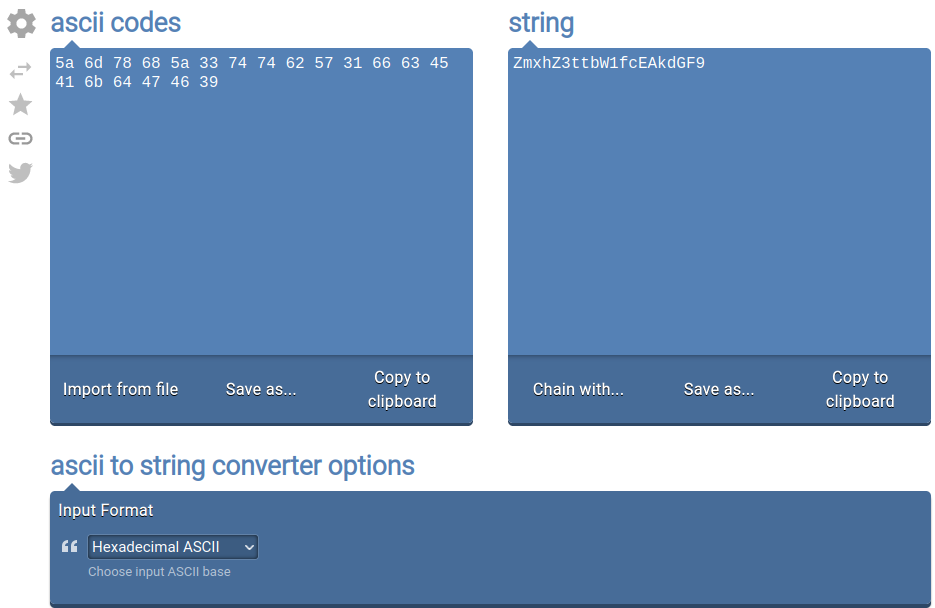 ascii codes
5a 6d 78 68 5a 33 74 74 62 57 31 66 63 45
41 6b 64 47 46 39
Import from file
Save as...
Copy to
clipboard
string
ZmxhZ3ttbW1fcEAkdGF9
Chain with...
Save as...
Copy to
clipboard
ascii to string converter options
Input Format
Hexadecimal ASCII
Choose input ASCII base